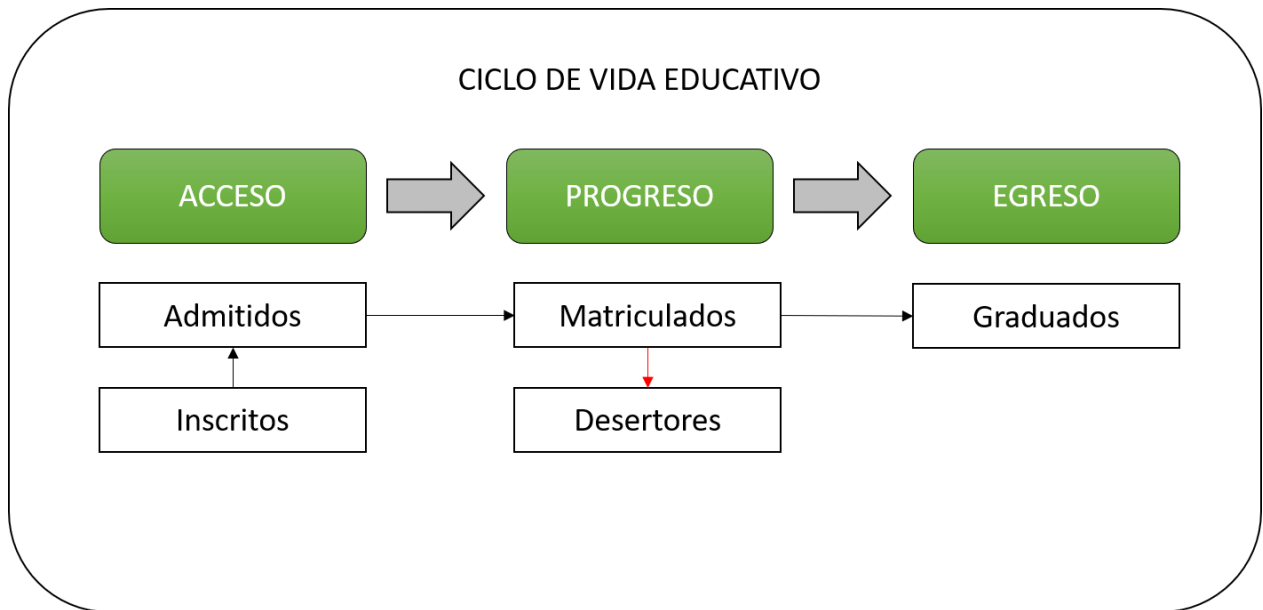 CICLO DE VIDA EDUCATIVO
ACCESO
PROGRESO
EGRESO
Admitidos
Matriculados
Graduados
Inscritos
Desertores